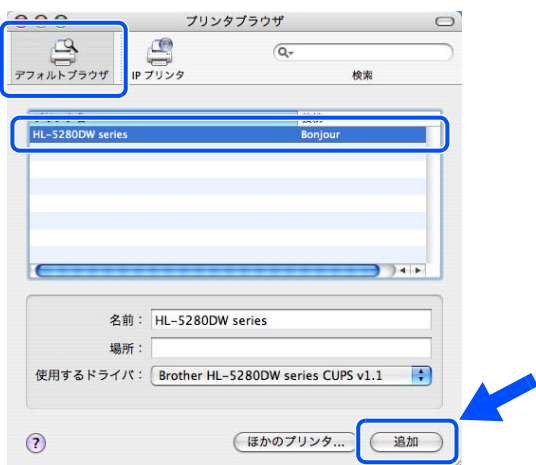 プリンタブラウザ
デフォルトブラウザ
IP プリンタ
Q-
検索
HL-5280DW series Bonjour
名前： HL-5280DW series
場所：
使用するドライバ： Brother HL-5280DW series CUPS v1.1
?
ほかのプリンタ... 追加